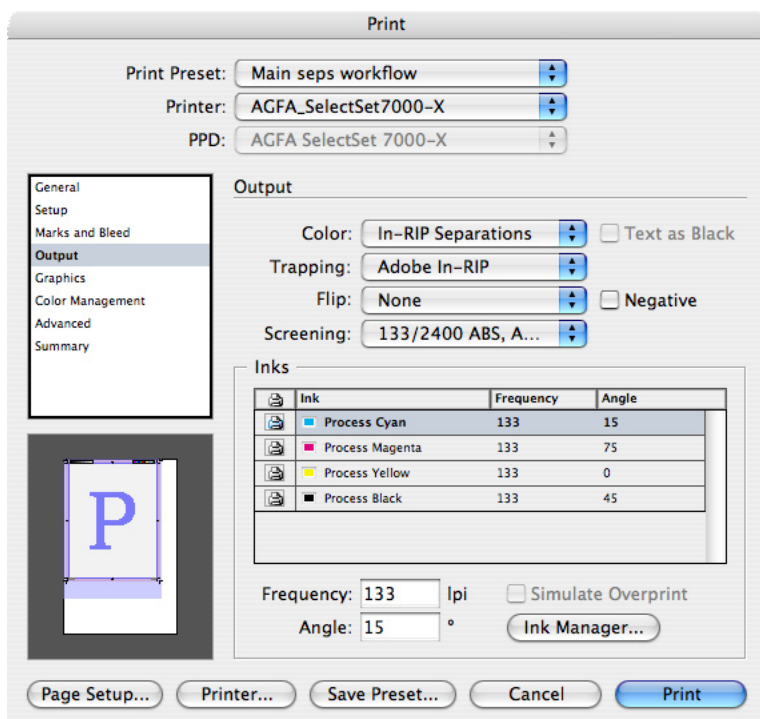 Print
Print Preset: Main seps workflow
Printer: AGFA_SelectSet7000-X
PPD: AGFA SelectSet 7000-X
General
Setup
Marks and Bleed
Output
Graphics
Color Management
Advanced
Summary
Output
Color: In-RIP Separations Text as Black
Trapping: Adobe In-RIP
Flip: None Negative
Screening: 133/2400 ABS, A...
Inks
Ink Frequency Angle
Process Cyan 133 15
Process Magenta 133 75
Process Yellow 133 0
Process Black 133 45
P
Frequency: 133 lpi Simulate Overprint
Angle: 15 ° Ink Manager...
Page Setup... Printer... Save Preset... Cancel Print